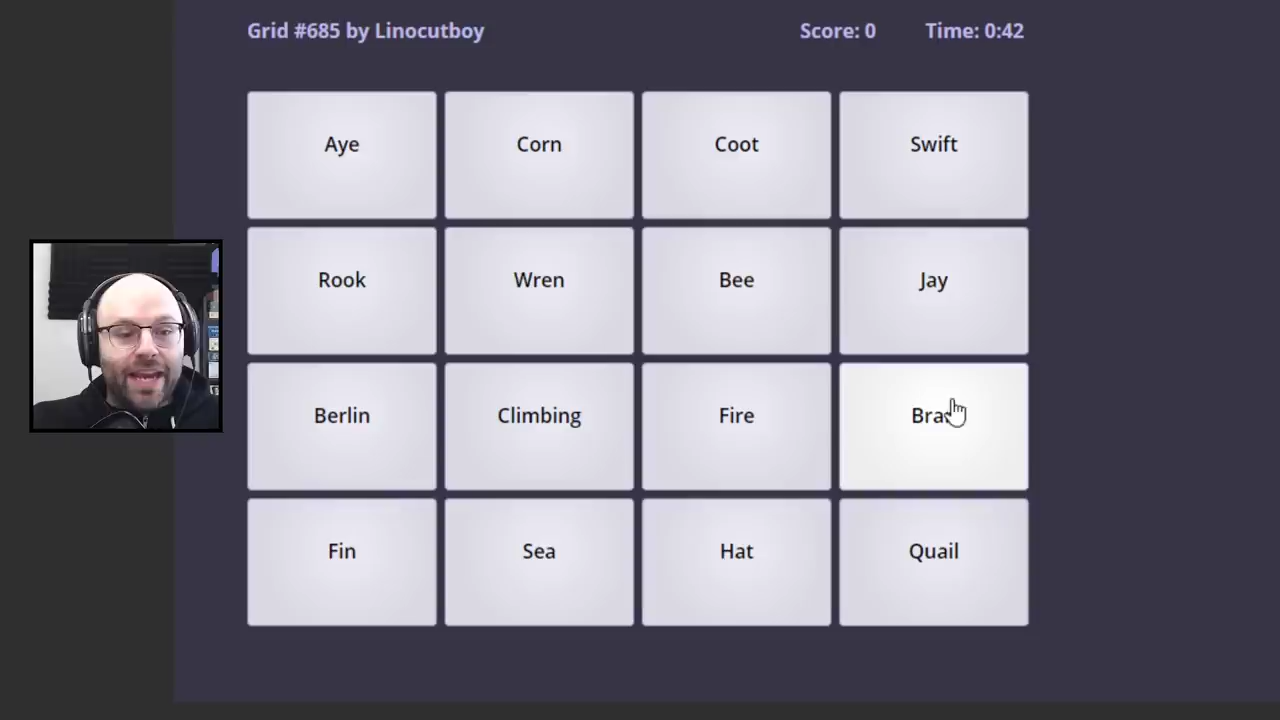 Grid #685 by Linocutboy Score: 0 Time: 0:42
Aye Corn Coot Swift
Rook Wren Bee Jay
Berlin Climbing Fire
Fin Sea Hat Quail